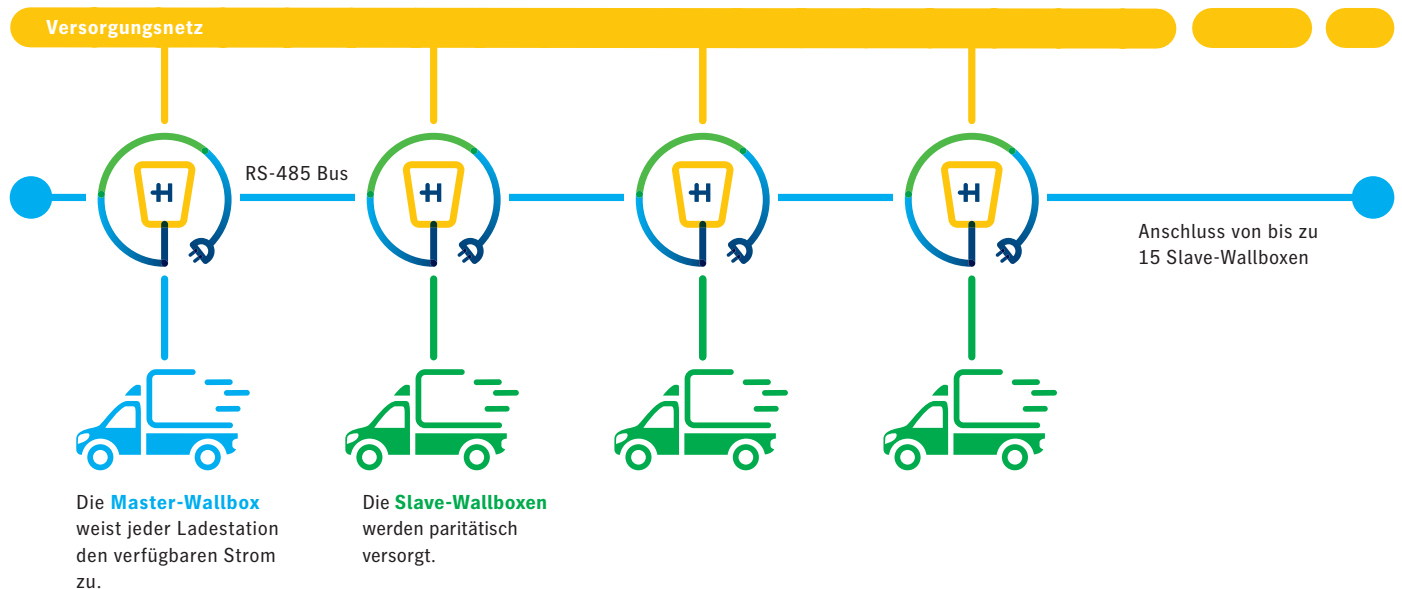 Versorgungsnetz
RS-485 Bus
Anschluss von bis zu
15 Slave-Wallboxen
Die Master-Wallbox
weist jeder Ladestation
den verfügbaren Strom
zu.
Die Slave-Wallboxen
werden paritätisch
versorgt.